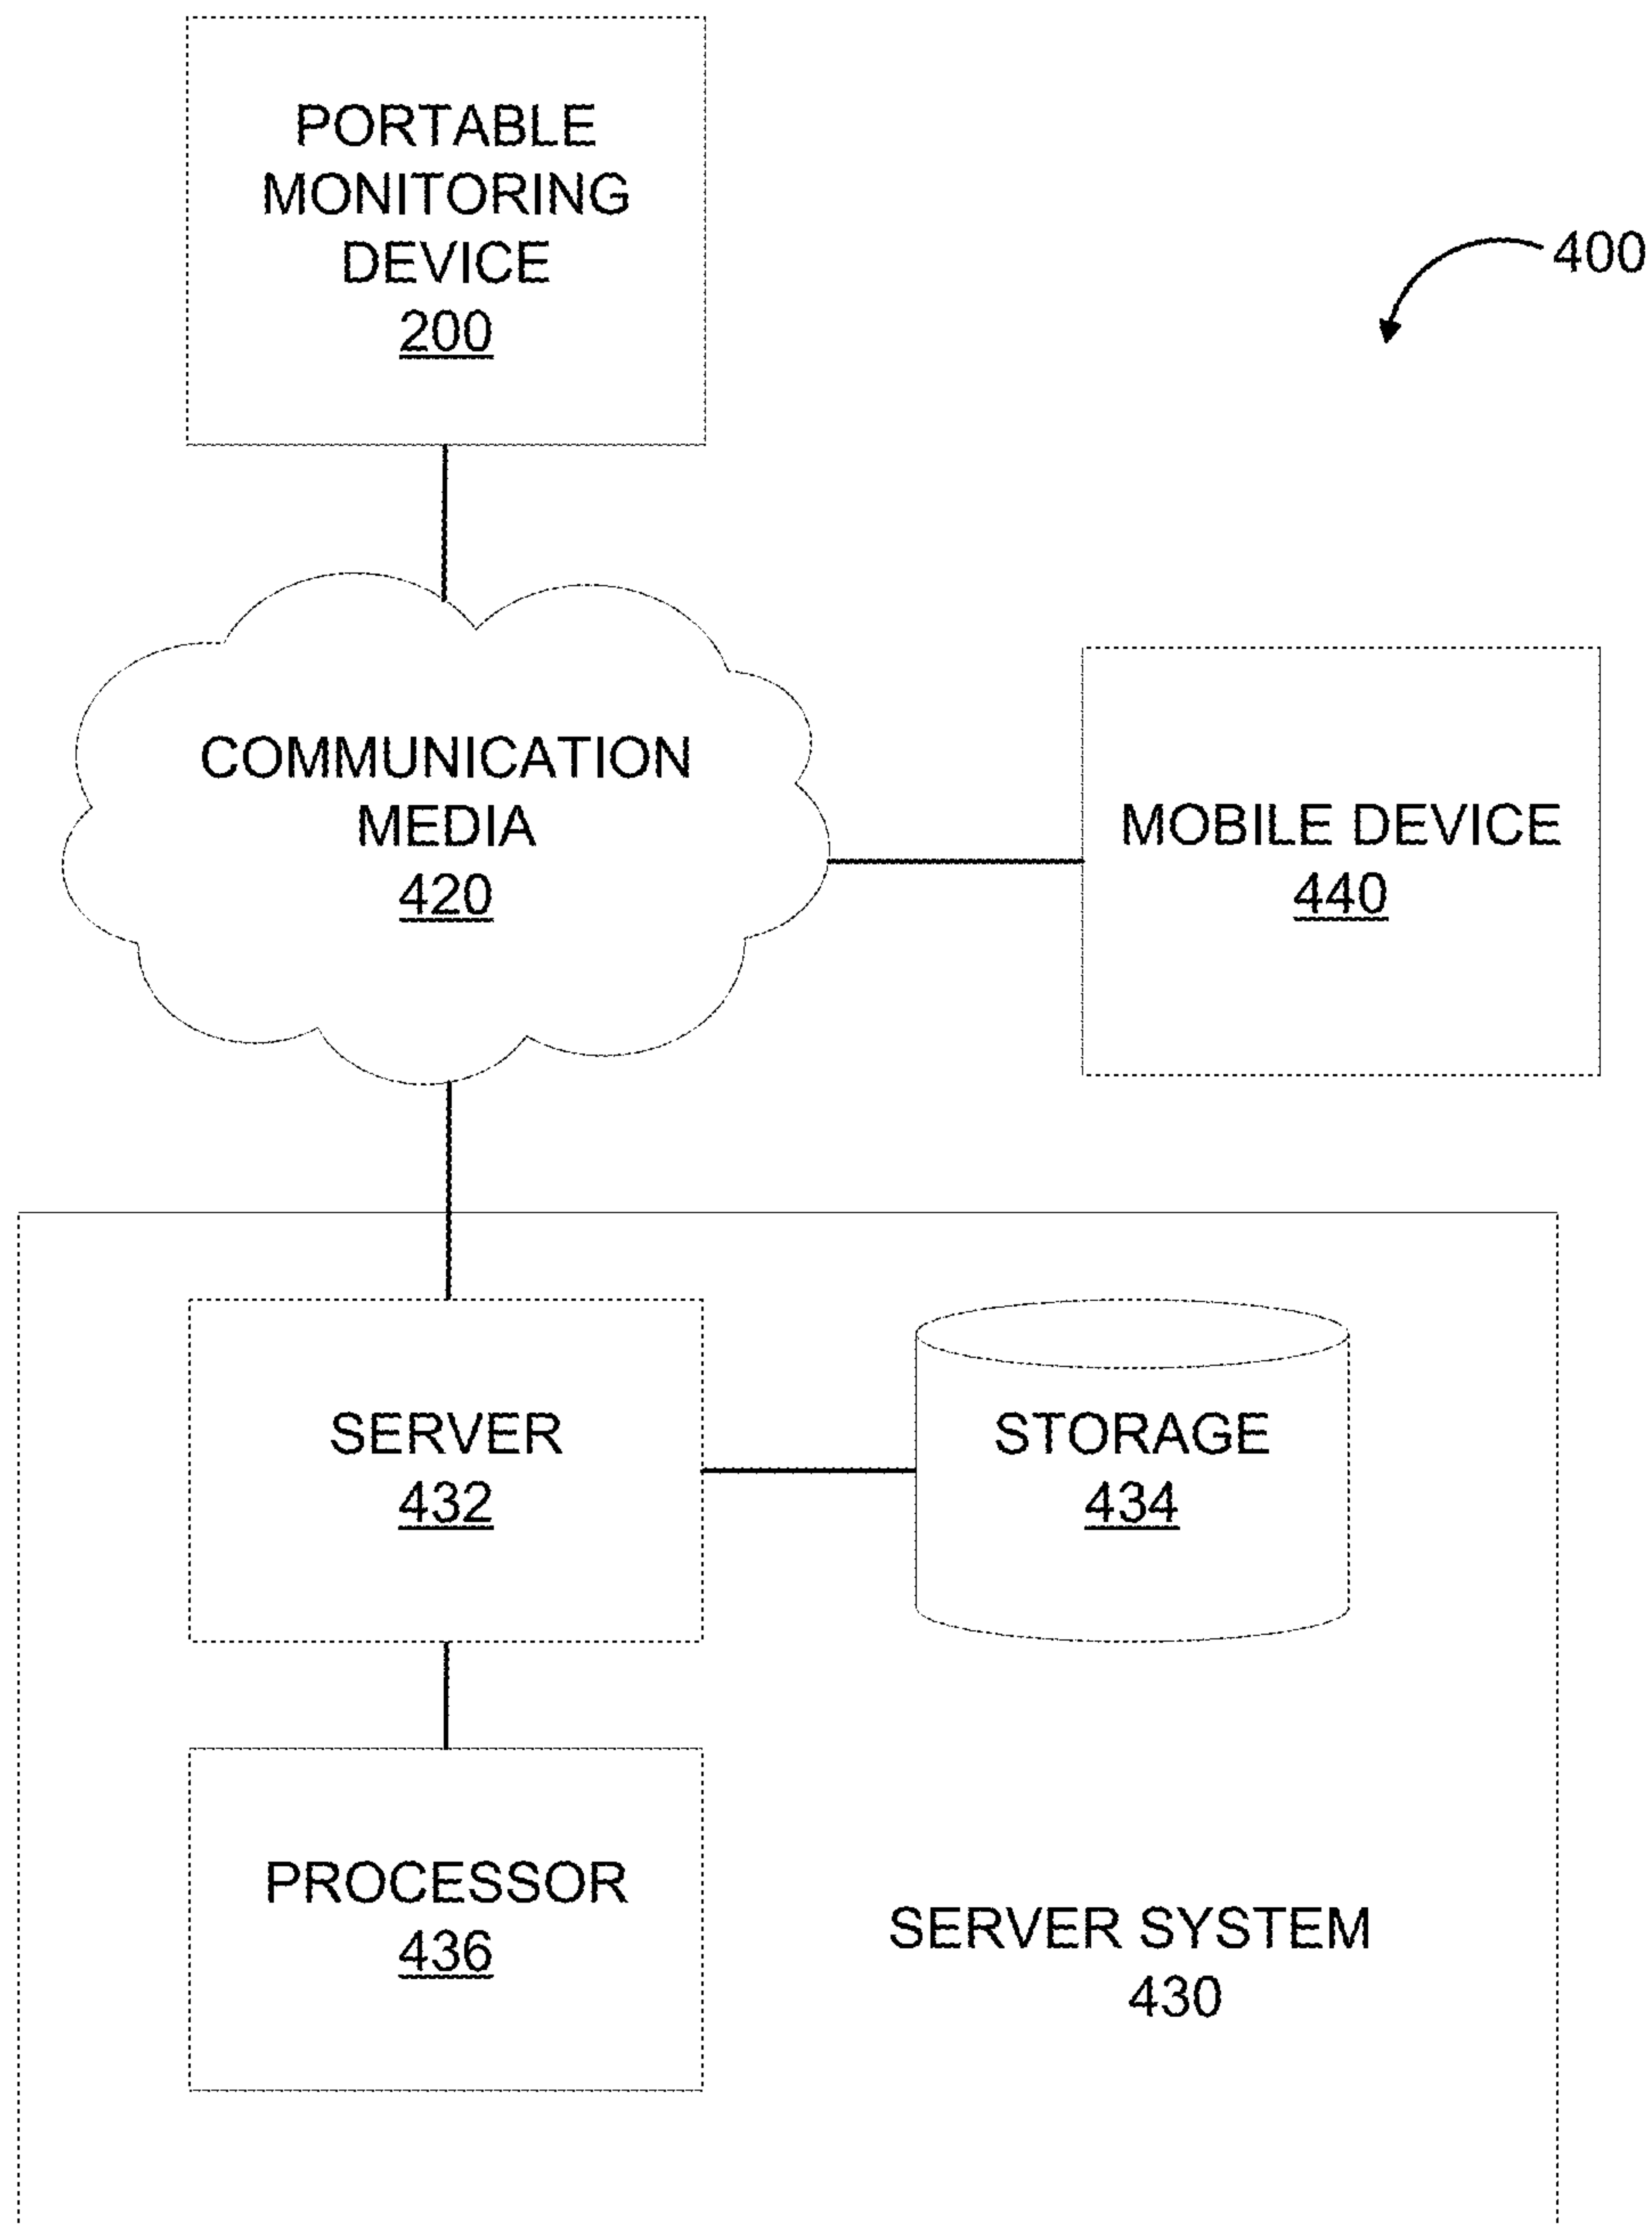 PORTABLE
MONITORING
DEVICE
200
400
COMMUNICATION
MEDIA
420
MOBILE DEVICE
440
SERVER
432
STORAGE
434
PROCESSOR
436
SERVER SYSTEM
430